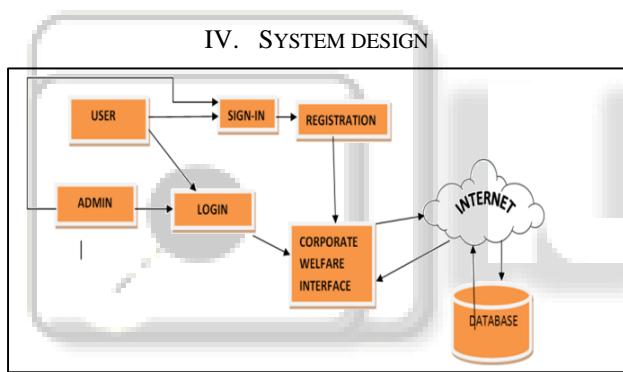 IV. SYSTEM DESIGN
USER
SIGN-IN
REGISTRATION
ADMIN
LOGIN
CORPORATE
WELFARE
INTERFACE
INTERNET
DATABASE